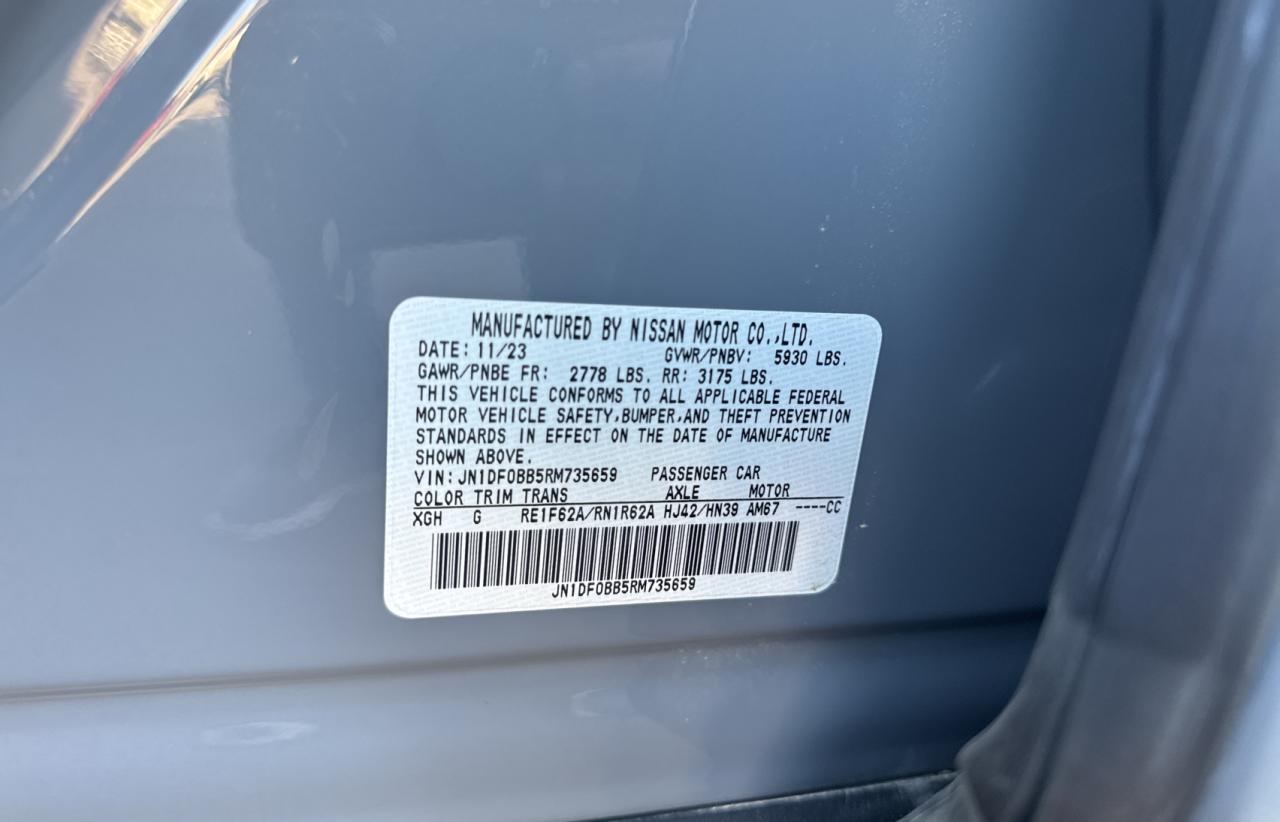 MANUFACTURED BY NISSAN MOTOR CO.,LTD.
DATE: 11/23 GVWR/PNBV: 5930 LBS.
GAWR/PNBE FR: 2778 LBS. RR: 3175 LBS.
THIS VEHICLE CONFORMS TO ALL APPLICABLE FEDERAL
MOTOR VEHICLE SAFETY,BUMPER,AND THEFT PREVENTION
STANDARDS IN EFFECT ON THE DATE OF MANUFACTURE
SHOWN ABOVE.
VIN: JN1DF0BB5RM735659 PASSENGER CAR
COLOR TRIM TRANS AXLE MOTOR
XGH G RE1F62A/RN1R62A HJ42/HN39 AM67 ----CC
JN1DF0BB5RM735659